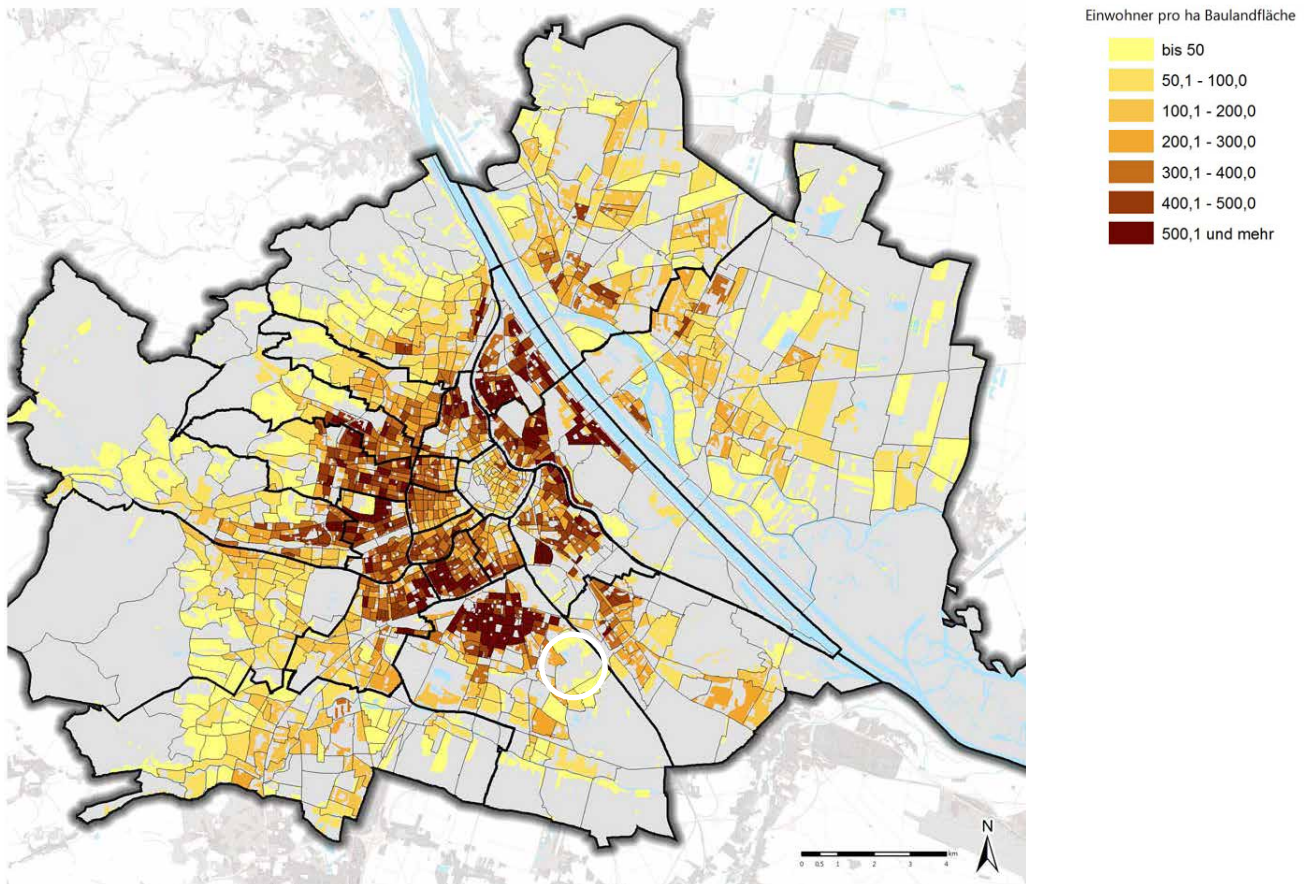 Einwohner pro ha Baulandfläche
bis 50
50,1 - 100,0
100,1 - 200,0
200,1 - 300,0
300,1 - 400,0
400,1 - 500,0
500,1 und mehr
N
km
0 0,5 1 2 3 4